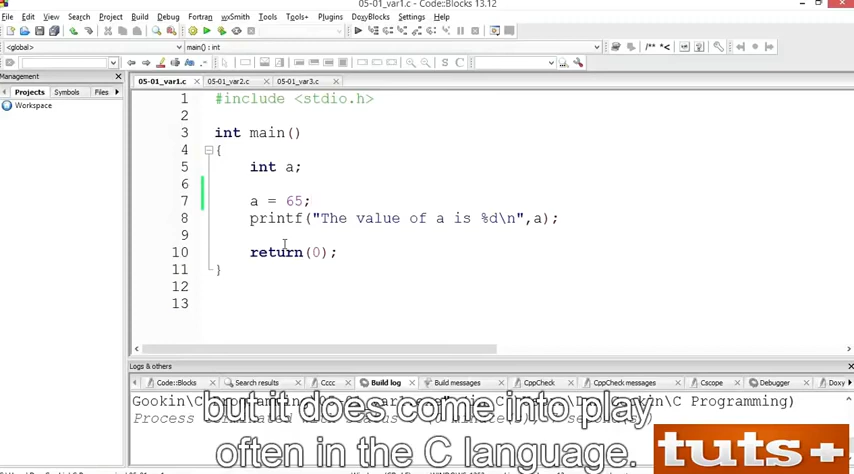 05-01_var1.c - Code::Blocks 13.12
File Edit View Search Project Build Debug Fortran wxSmith Tools Tools+ Plugins DoxyBlocks Settings Help
<global> main() : int
Management
Projects Symbols Files
Workspace
05-01_var1.c 05-01_var2.c 05-01_var3.c
1 #include <stdio.h>
2
3 int main()
4 {
5 int a;
6
7 a = 65;
8 printf("The value of a is %d\n",a);
9
10 return(0);
11 }
12
13
Logs & others
Code::Blocks Search results Cccc Build log Build messages CppCheck CppCheck messages Cscope Debugger Doxy
but it does come into play
often in the C language.
tuts+